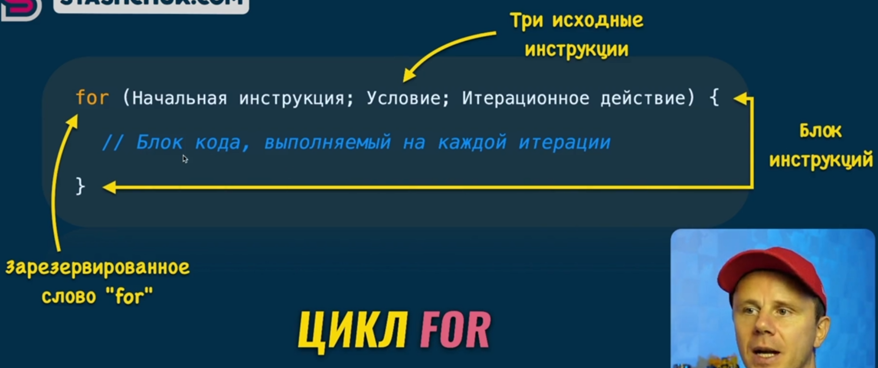 STASHCHUK.COM
Три исходные
инструкции
for (Начальная инструкция; Условие; Итерационное действие) {
// Блок кода, выполняемый на каждой итерации
}
Блок
инструкций
Зарезервированное
слово "for"
ЦИКЛ FOR